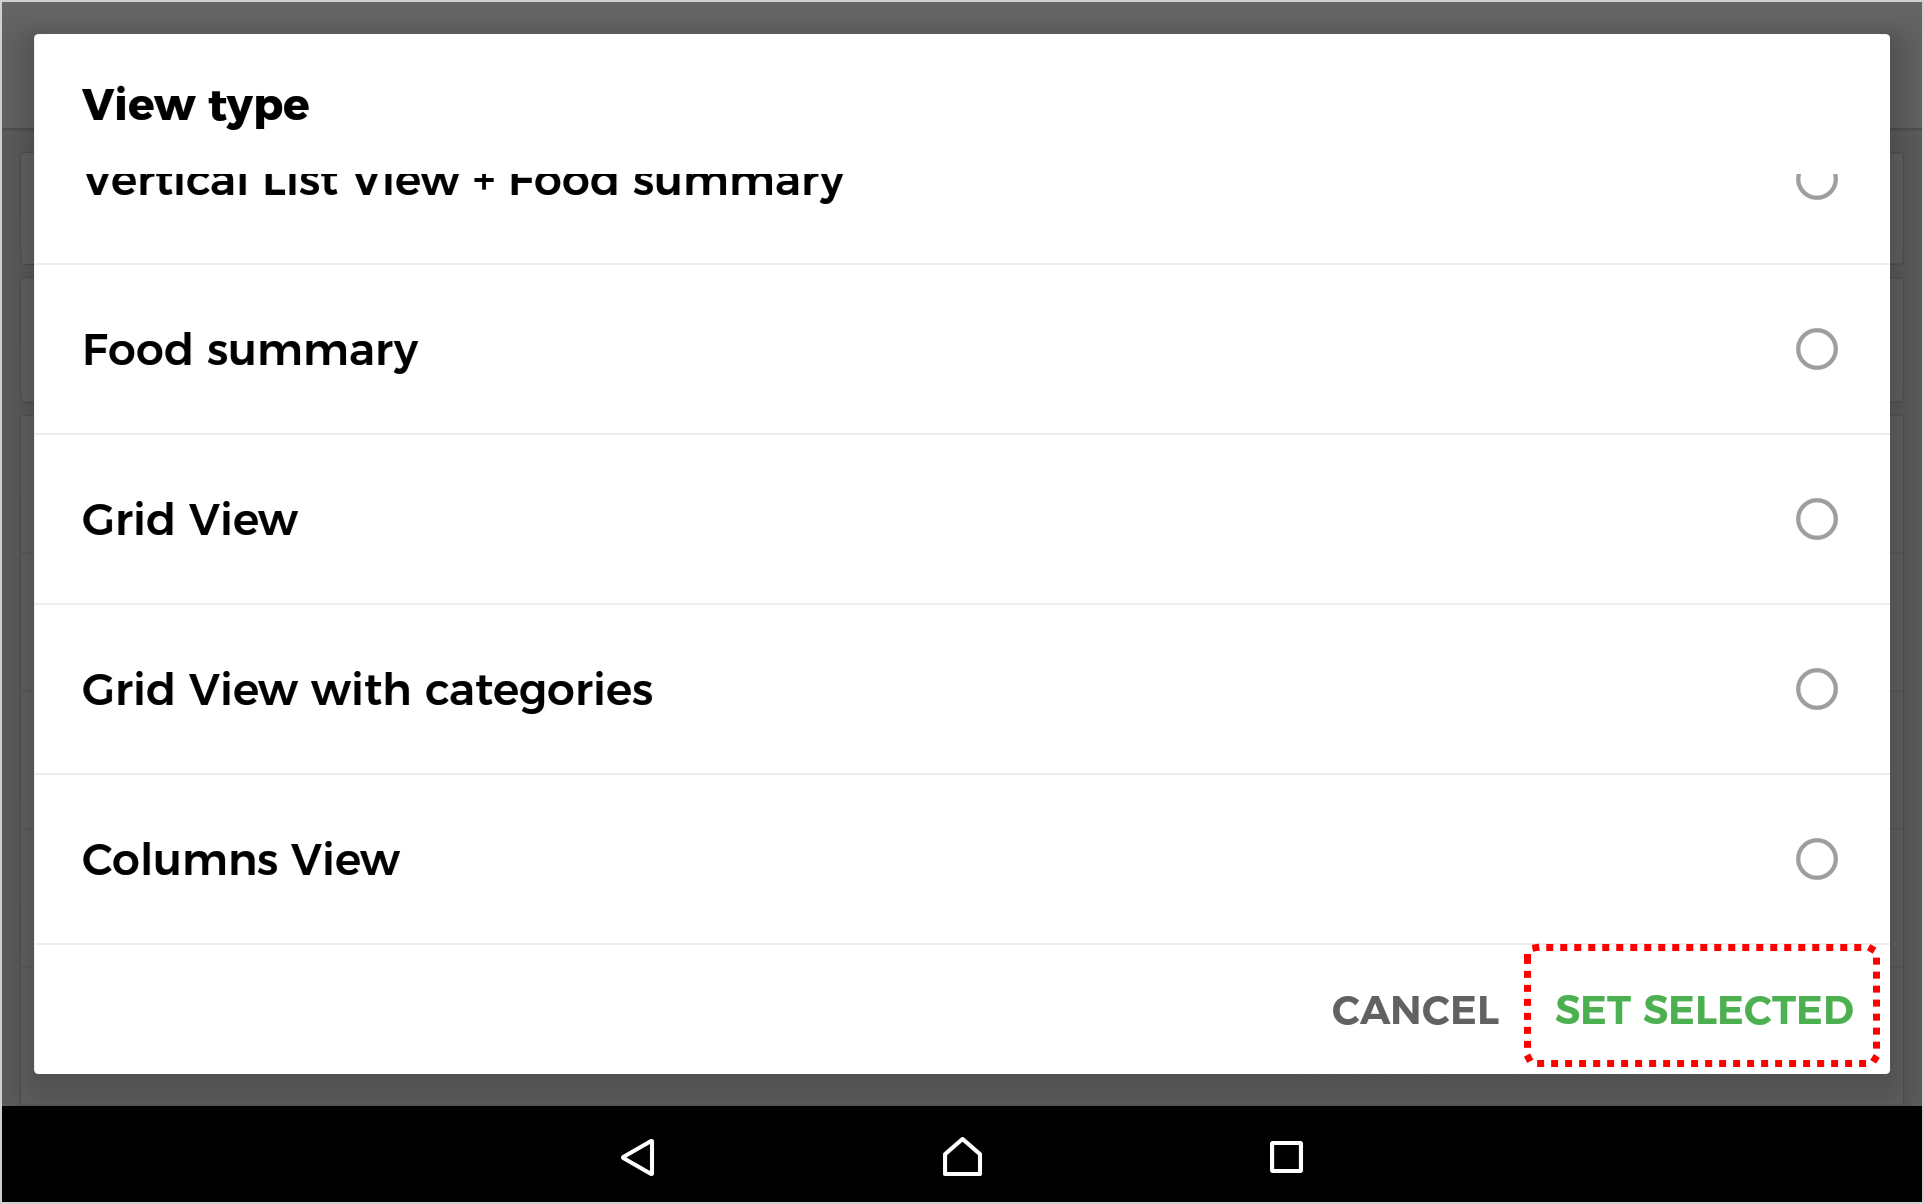 View type
Vertical List View + Food summary
Food summary
Grid View
Grid View with categories
Columns View
CANCEL SET SELECTED